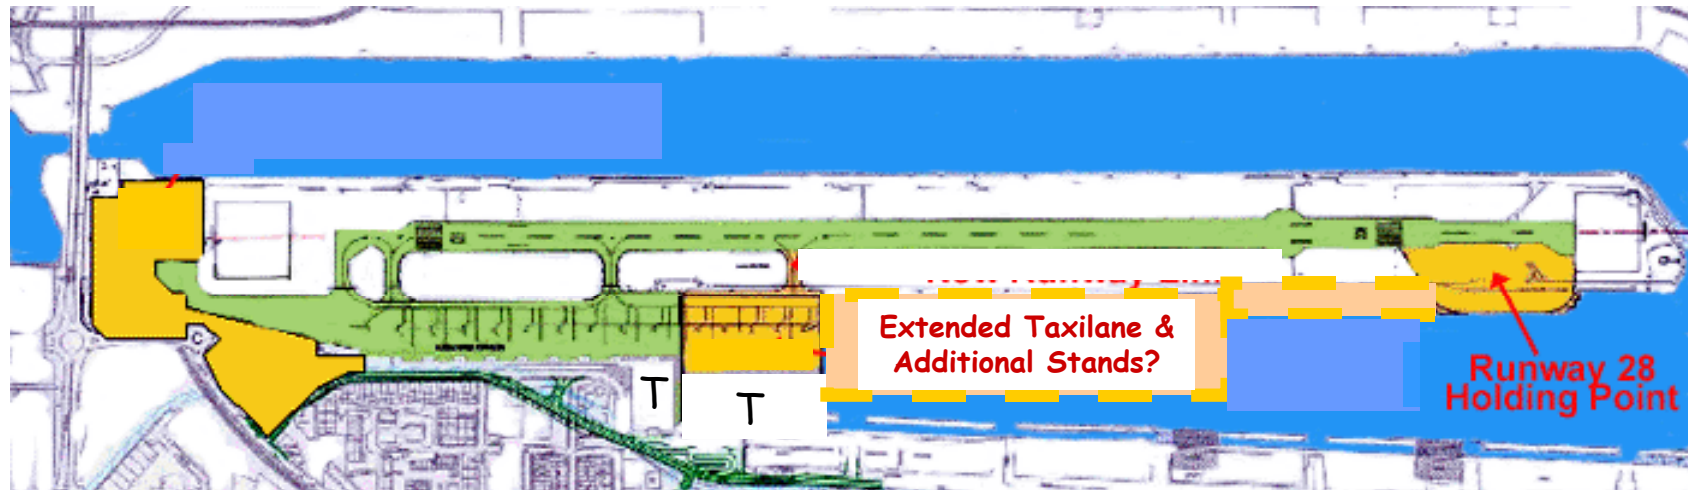 Extended Taxilane &
Additional Stands?
Runway 28
Holding Point
C
T
T